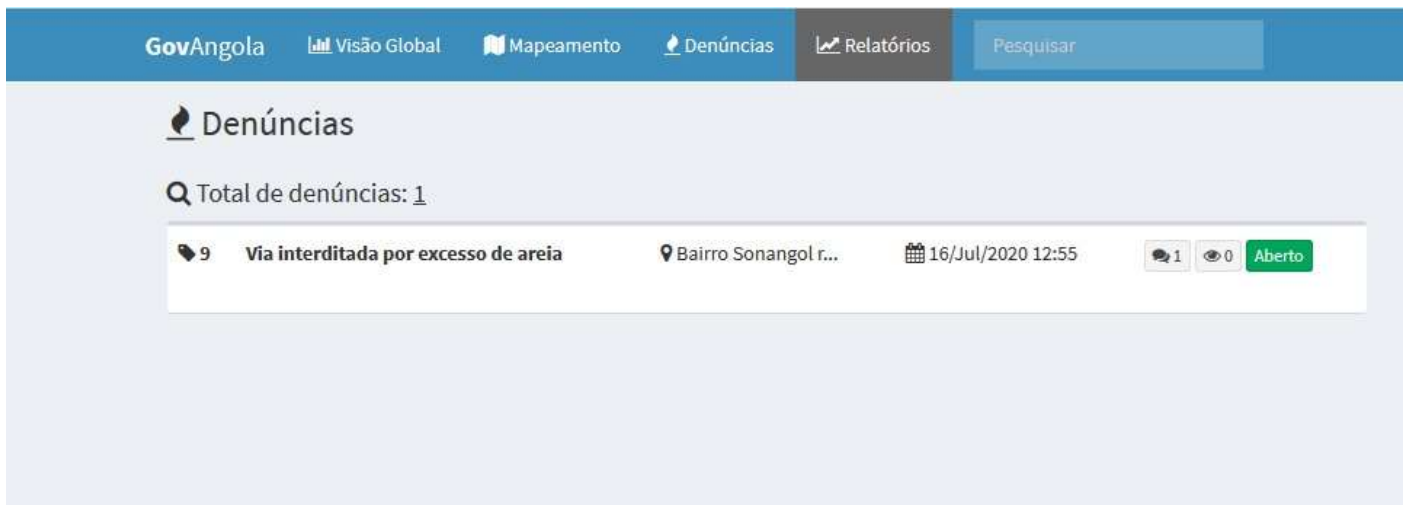 GovAngola Visão Global Mapeamento Denúncias Relatórios Pesquisar
Denúncias
Total de denúncias: 1
9 Via interditada por excesso de areia Bairro Sonangol r... 16/Jul/2020 12:55 1 0 Aberto